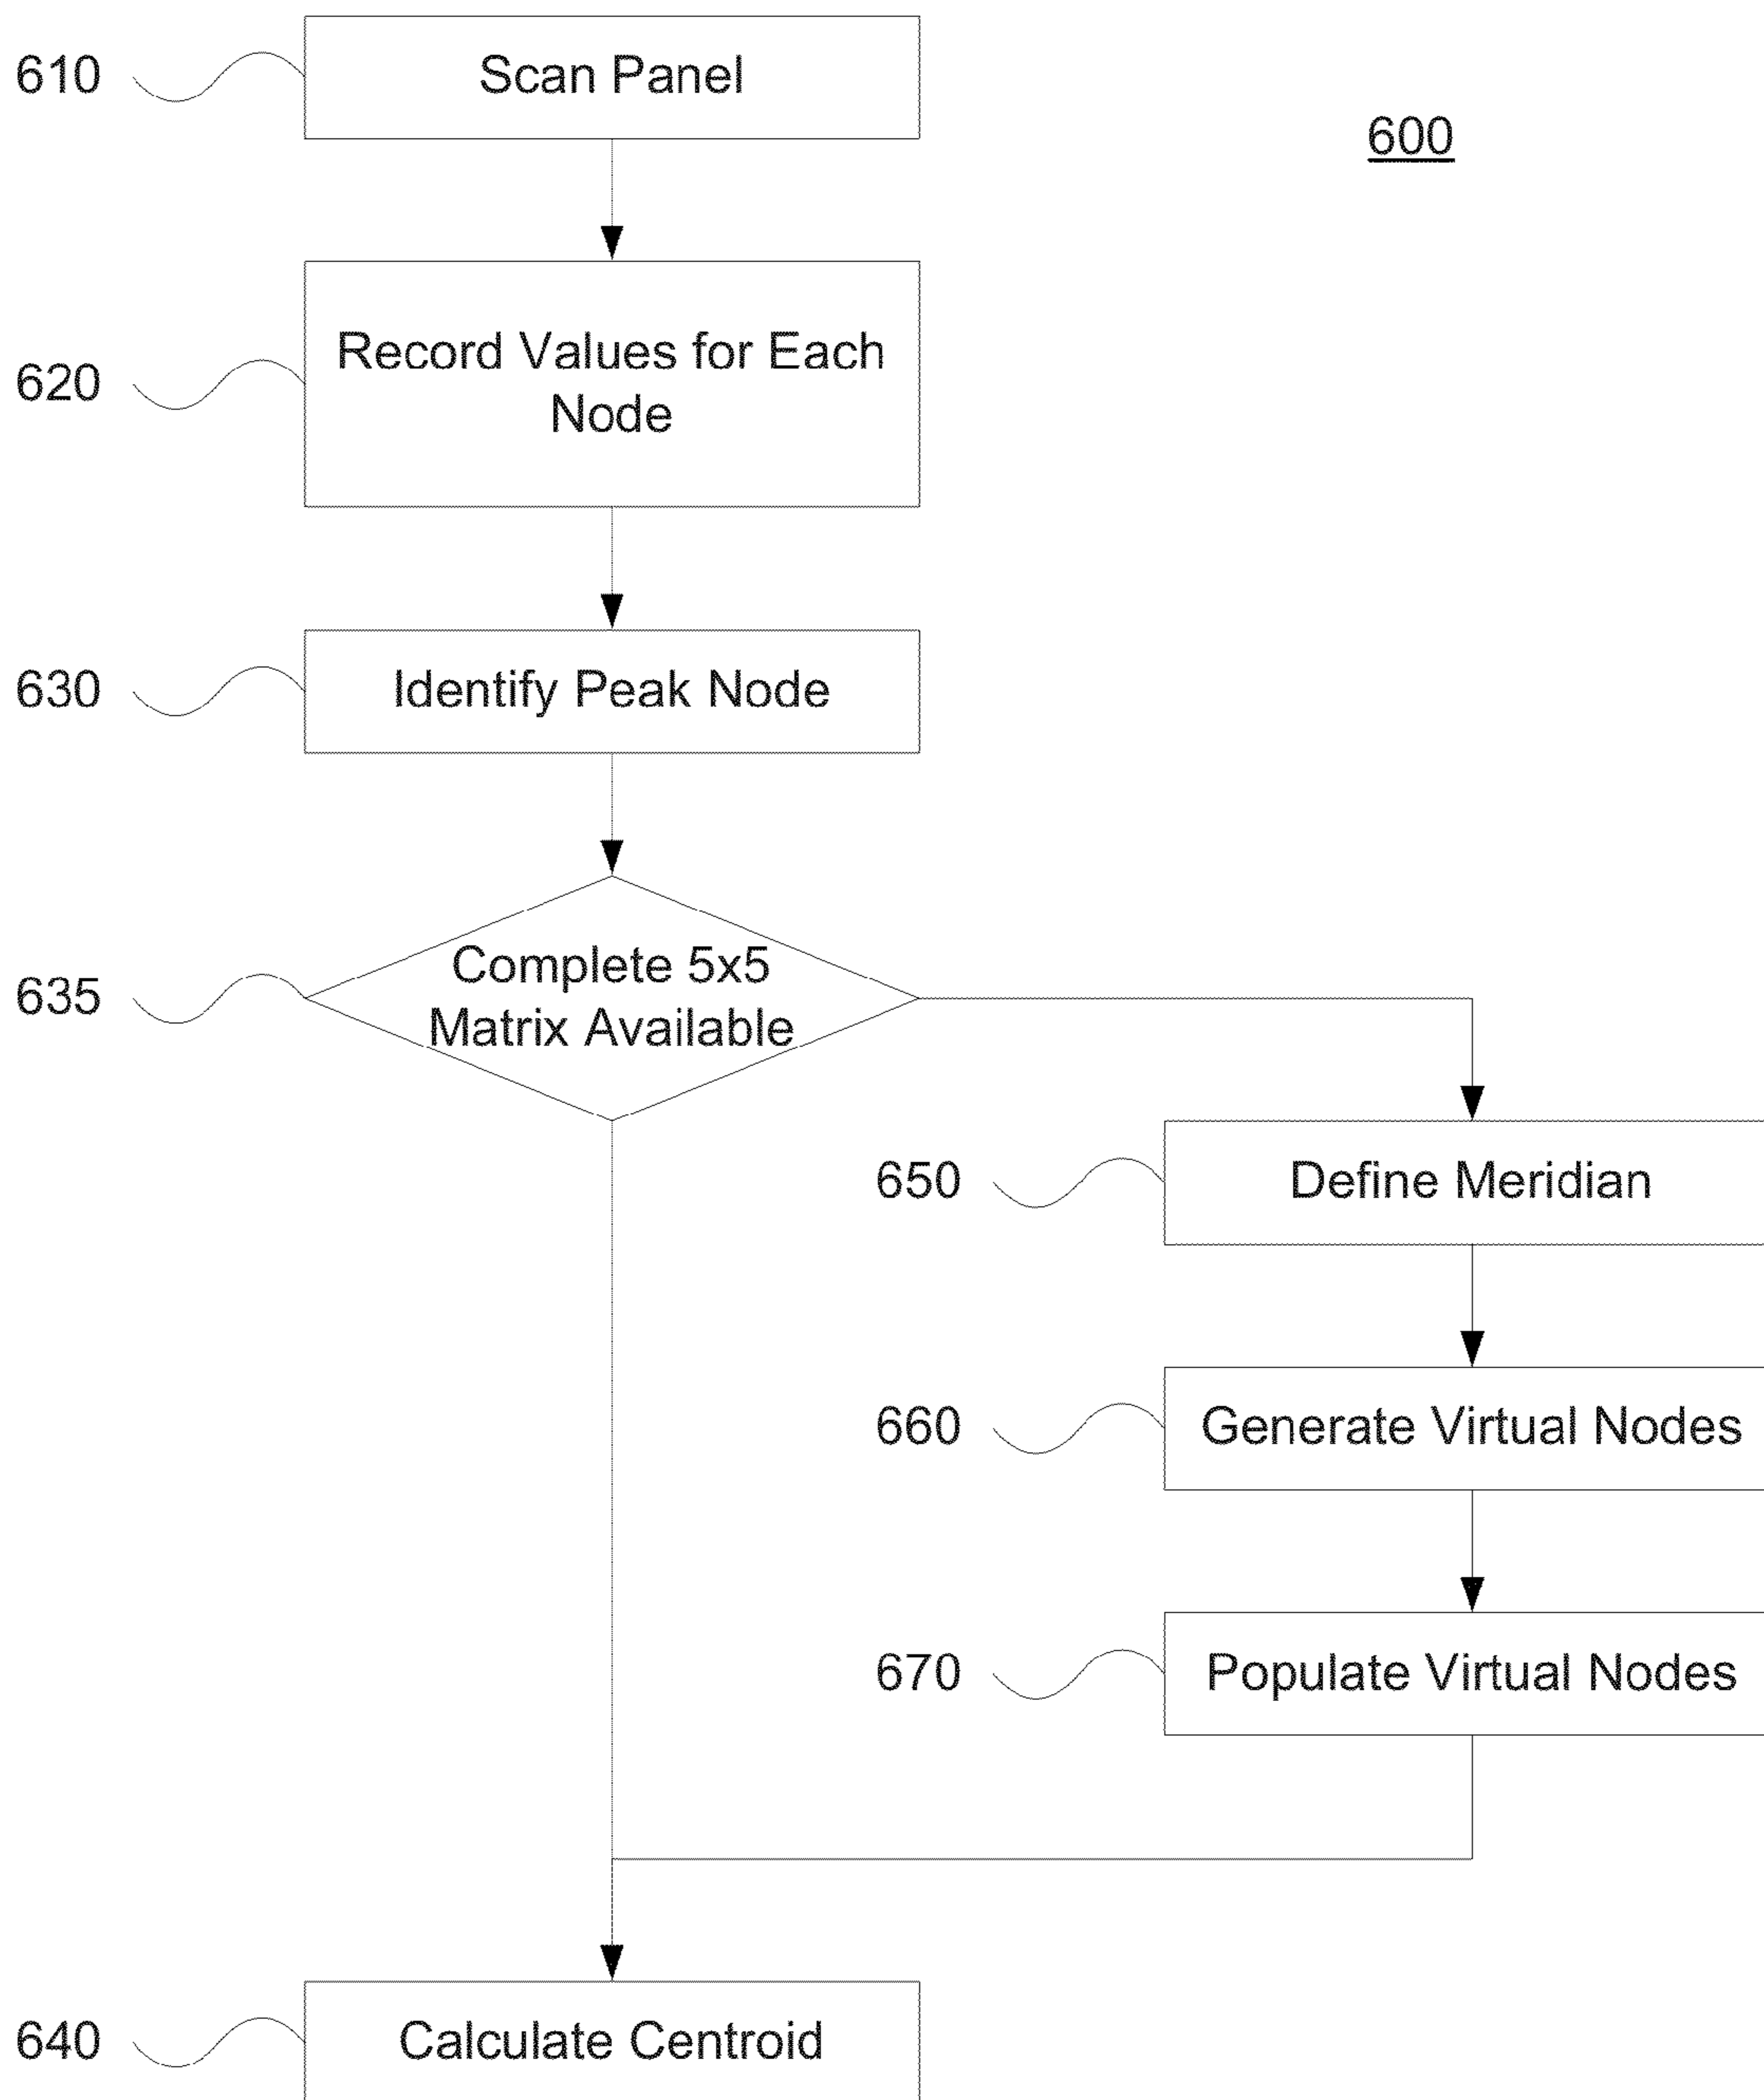 610
Scan Panel
600
620
Record Values for Each
Node
630
Identify Peak Node
635
Complete 5x5
Matrix Available
650
Define Meridian
660
Generate Virtual Nodes
670
Populate Virtual Nodes
640
Calculate Centroid